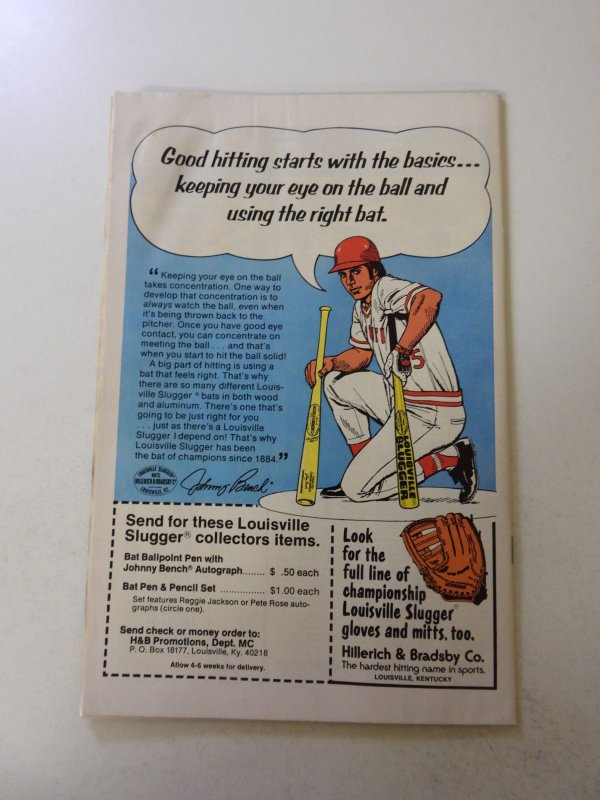 Good hitting starts with the basics...
keeping your eye on the ball and
using the right bat.
“ Keeping your eye on the ball
takes concentration. One way to
develop that concentration is to
always watch the ball, even when
it's being thrown back to the
pitcher. Once you have good eye
contact, you can concentrate on
meeting the ball . . . and that's
when you start to hit the ball solid!
A big part of hitting is using a
bat that feels right. That's why
there are so many different Louis-
ville Slugger ® bats in both wood
and aluminum. There's one that's
going to be just right for you
. . . just as there's a Louisville
Slugger I depend on! That's why
Louisville Slugger has been
the bat of champions since 1884.”
LOUISVILLE SLUGGER
HILLERICH & BRADSBY Co
LOUISVILLE, KY.
Johnny Bench
5
LOUISVILLE
SLUGGER
Send for these Louisville
Slugger® collectors items.
Bat Ballpoint Pen with
Johnny Bench® Autograph....... $ .50 each
Bat Pen & Pencil Set ................ $1.00 each
Set features Reggie Jackson or Pete Rose auto-
graphs (circle one).
Send check or money order to:
H&B Promotions, Dept. MC
P. O. Box 18177, Louisville, Ky. 40218
Allow 4-6 weeks for delivery.
Look
for the
full line of
championship
Louisville Slugger®
gloves and mitts, too.
Hillerich & Bradsby Co.
The hardest hitting name in sports.
LOUISVILLE, KENTUCKY